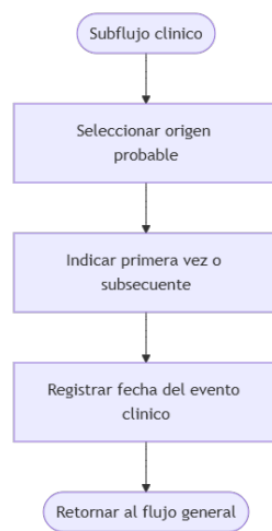 Subflujo clinico
Seleccionar origen
probable
Indicar primera vez o
subsecuente
Registrar fecha del evento
clinico
Retornar al flujo general